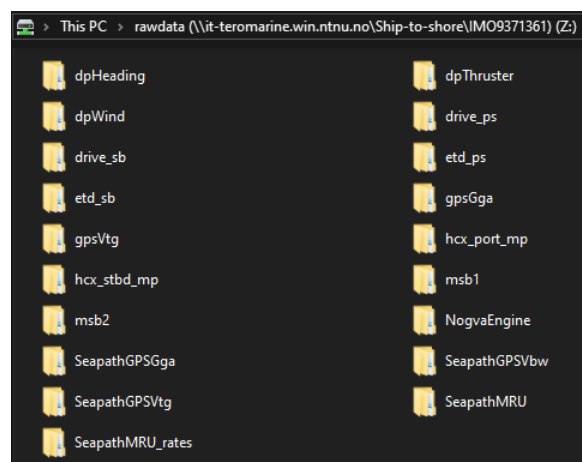 This PC > rawdata (\\it-teromarine.win.ntnu.no\Ship-to-shore\IMO9371361) (Z:)
dpHeading dpThruster
dpWind drive_ps
drive_sb etd_ps
etd_sb gpsGga
gpsVtg hcx_port_mp
hcx_stbd_mp msb1
msb2 NogvaEngine
SeapathGPSGga SeapathGPSVbw
SeapathGPSVtg SeapathMRU
SeapathMRU_rates